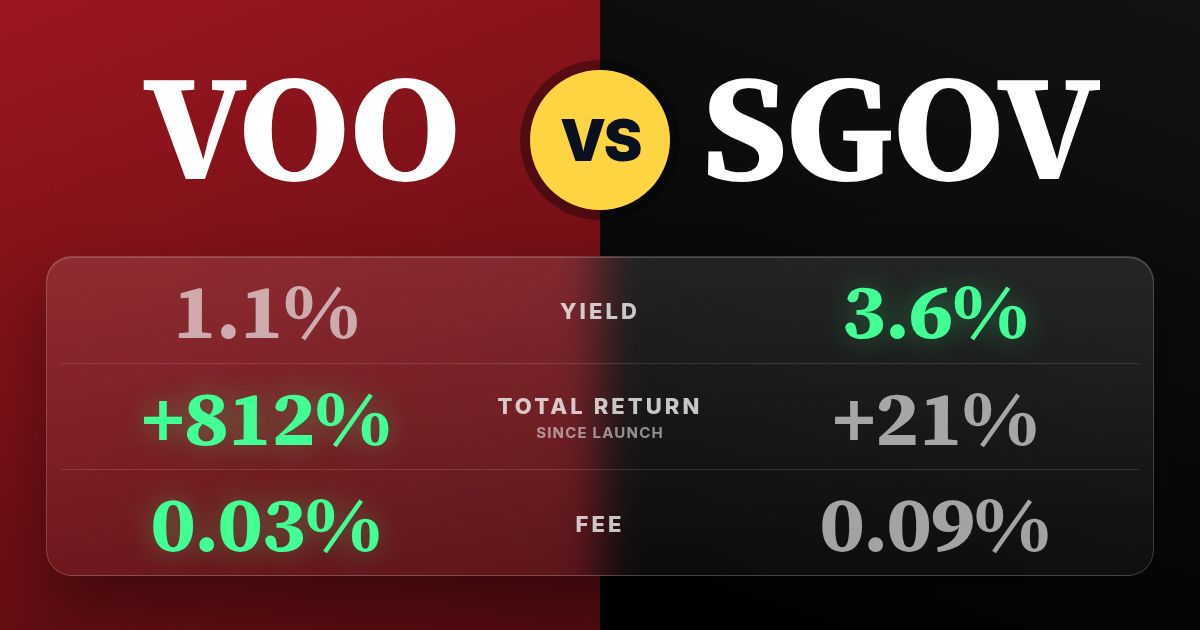 VOO VS SGOV
1.1% YIELD 3.6%
+812% TOTAL RETURN +21%
SINCE LAUNCH
0.03% FEE 0.09%